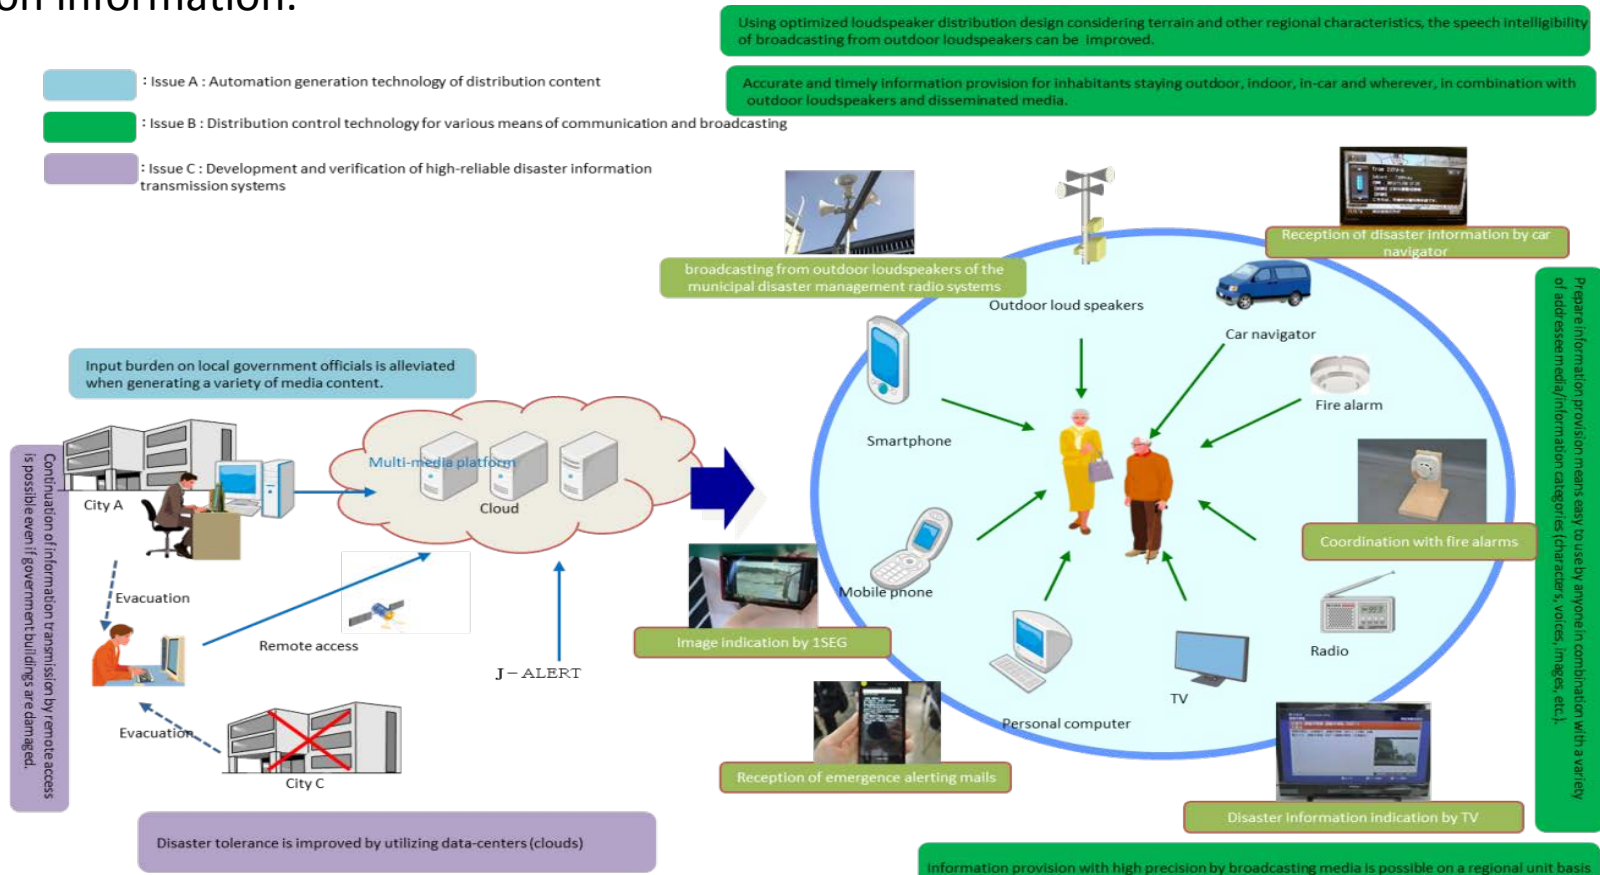 on information.
Using optimized loudspeaker distribution design considering terrain and other regional characteristics, the speech intelligibility
of broadcasting from outdoor loudspeakers can be improved.
: Issue A : Automation generation technology of distribution content
Accurate and timely information provision for inhabitants staying outdoor, indoor, in-car and wherever, in combination with
outdoor loudspeakers and disseminated media.
: Issue B : Distribution control technology for various means of communication and broadcasting
: Issue C : Development and verification of high-reliable disaster information
transmission systems
Reception of disaster information by car
navigator
broadcasting from outdoor loudspeakers of the
municipal disaster management radio systems
Outdoor loud speakers
Car navigator
Prepare information provision means easy to use by anyone in combination with a variety
of addressee media/information categories (characters, voices, images, etc.).
Input burden on local government officials is alleviated
when generating a variety of media content.
Fire alarm
Smartphone
Continuation of information transmission by remote access
is possible even if government buildings are damaged.
Multi-media platform
City A
Cloud
Coordination with fire alarms
Evacuation
Mobile phone
Remote access
Image indication by 1SEG
Radio
J-ALERT
TV
Evacuation
Personal computer
City C
Reception of emergence alerting mails
Disaster information indication by TV
Disaster tolerance is improved by utilizing data-centers (clouds)
Information provision with high precision by broadcasting media is possible on a regional unit basis